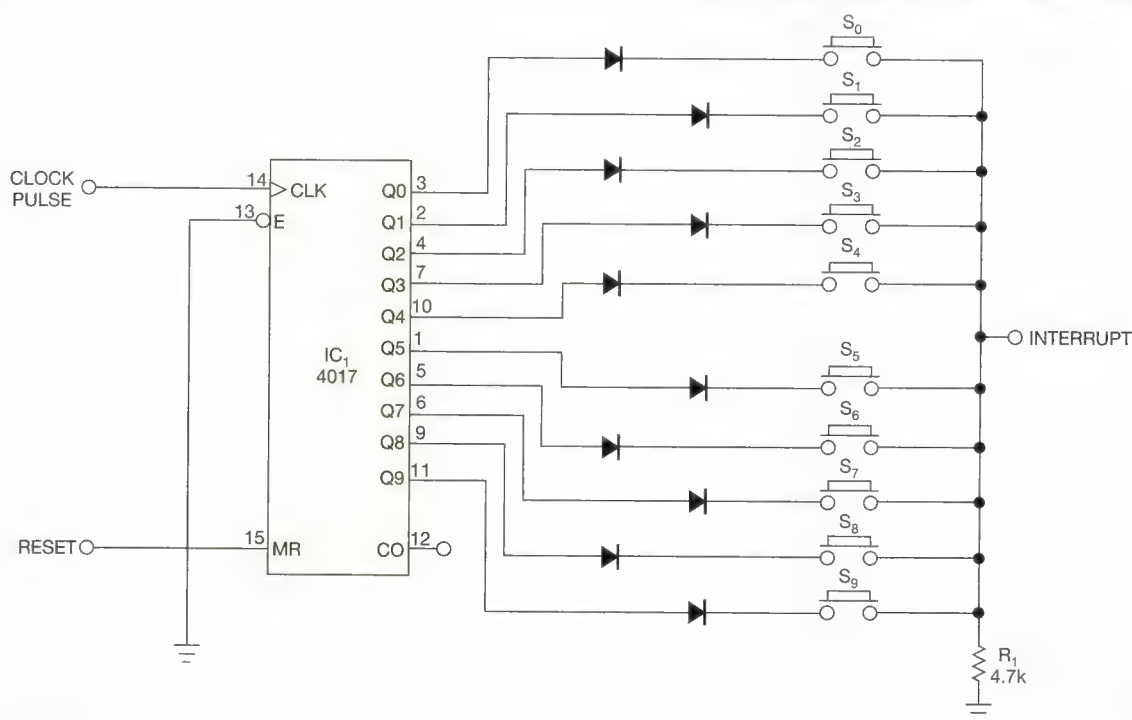 S0
S1
S2
S3
S4
CLOCK
PULSE
14
CLK
13
E
Q0
3
Q1
2
Q2
4
Q3
7
Q4
10
Q5
1
Q6
5
Q7
6
Q8
9
Q9
11
IC1
4017
INTERRUPT
S5
S6
S7
S8
S9
RESET
15
MR
CO
12
R1
4.7k